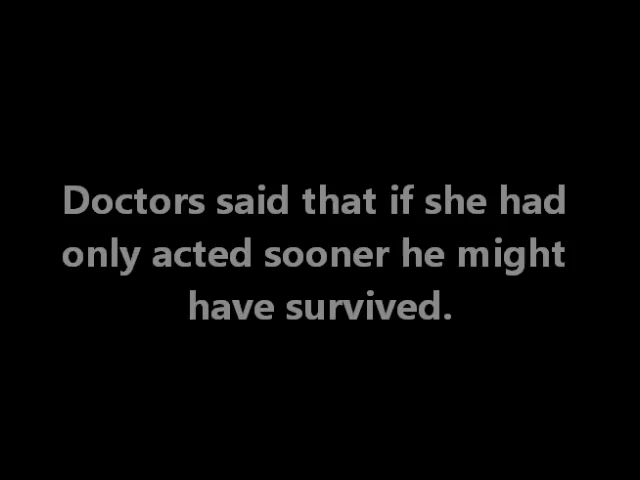 Doctors said that if she had
only acted sooner he might
have survived.